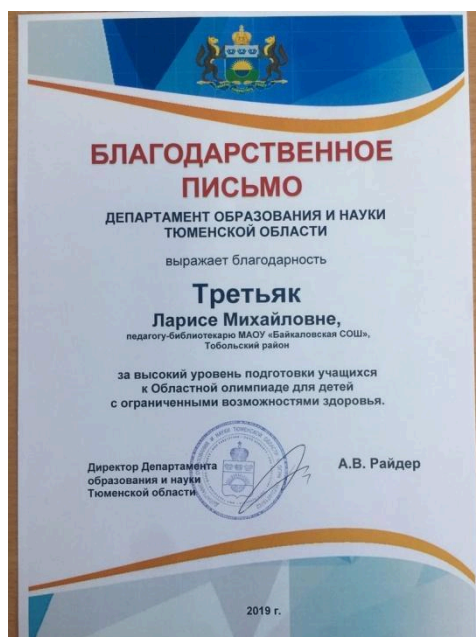 БЛАГОДАРСТВЕННОЕ
ПИСЬМО
ДЕПАРТАМЕНТ ОБРАЗОВАНИЯ И НАУКИ
ТЮМЕНСКОЙ ОБЛАСТИ
выражает благодарность
Третьяк
Ларисе Михайловне,
педагогу-библиотекарю МАОУ «Байкаловская СОШ»,
Тобольский район
за высокий уровень подготовки учащихся
к Областной олимпиаде для детей
с ограниченными возможностями здоровья.
Директор Департамента
образования и науки
Тюменской области
А.В. Райдер
2019 г.